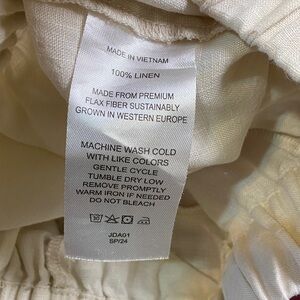 MADE IN VIETNAM
100% LINEN
MADE FROM PREMIUM
FLAX FIBER SUSTAINABLY
GROWN IN WESTERN EUROPE
MACHINE WASH COLD
WITH LIKE COLORS
GENTLE CYCLE
TUMBLE DRY LOW
REMOVE PROMPTLY
WARM IRON IF NEEDED
DO NOT BLEACH
JDA01
SP/24